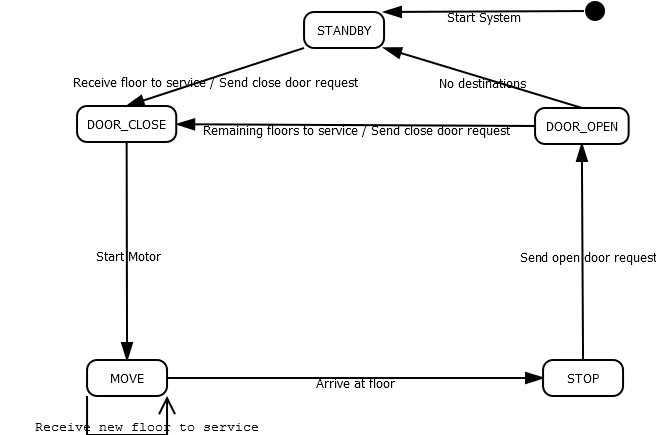 Start System
STANDBY
Receive floor to service / Send close door request
No destinations
DOOR_CLOSE
DOOR_OPEN
Remaining floors to service / Send close door request
Start Motor
Send open door request
MOVE
STOP
Arrive at floor
Receive new floor to service